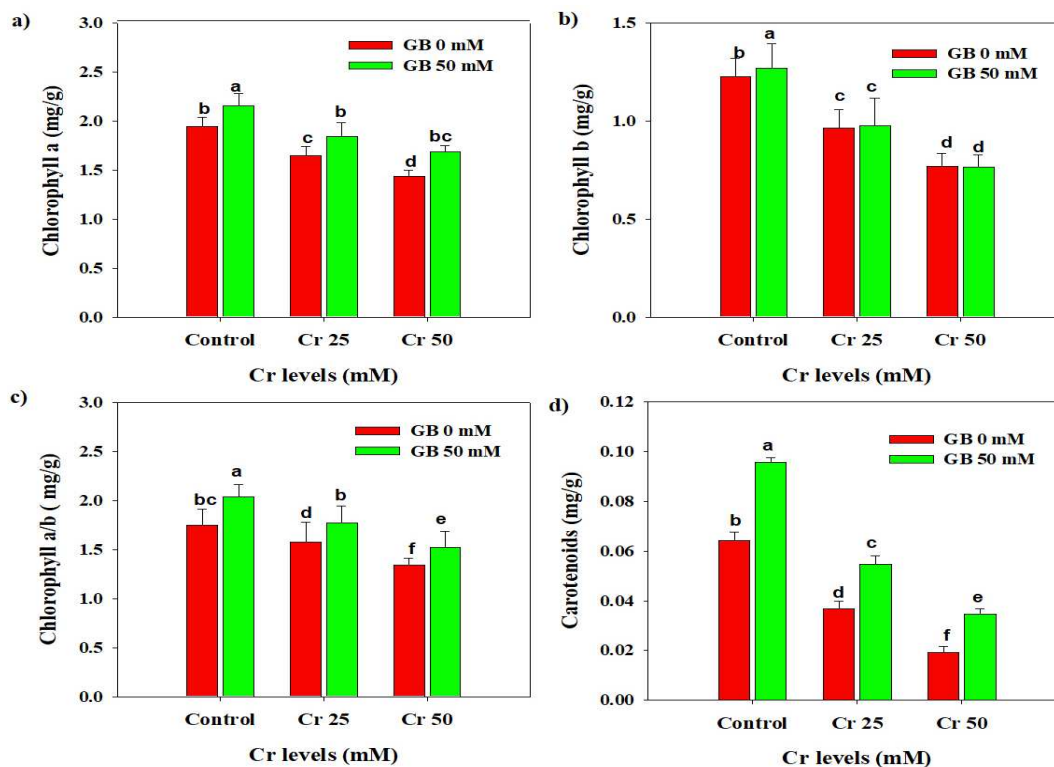 a)
3.0
2.5
2.0
1.5
1.0
0.5
0.0
Chlorophyll a (mg/g)
GB 0 mM
GB 50 mM
b
a
c
b
d
bc
Control Cr 25 Cr 50
Cr levels (mM)
b)
1.5
1.0
0.5
0.0
Chlorophyll b (mg/g)
GB 0 mM
GB 50 mM
b
a
c
c
d
d
Control Cr 25 Cr 50
Cr levels (mM)
c)
3.0
2.5
2.0
1.5
1.0
0.5
0.0
Chlorophyll a/b ( mg/g)
GB 0 mM
GB 50 mM
bc
a
d
b
f
e
Control Cr 25 Cr 50
Cr levels (mM)
d)
0.12
0.10
0.08
0.06
0.04
0.02
0.00
Carotenoids (mg/g)
GB 0 mM
GB 50 mM
b
a
d
c
f
e
Control Cr 25 Cr 50
Cr levels (mM)